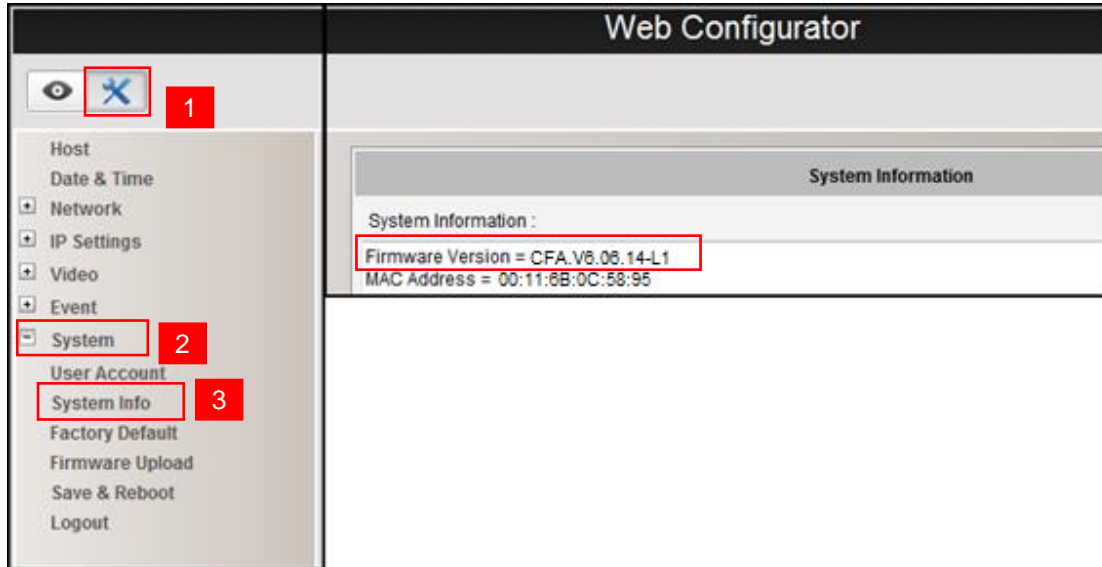 Web Configurator
1
Host
Date & Time
Network
IP Settings
Video
Event
System
2
User Account
System Info
3
Factory Default
Firmware Upload
Save & Reboot
Logout
System Information
System Information :
Firmware Version = CFA.V6.06.14-L1
MAC Address = 00:11:6B:0C:58:95